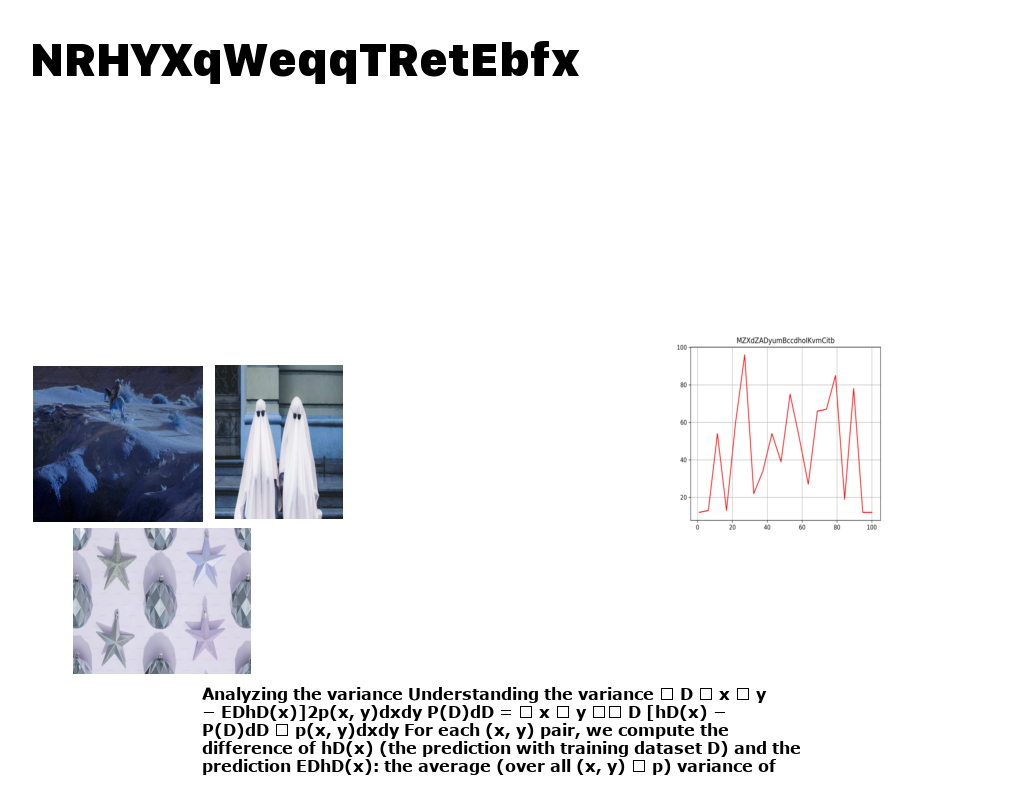 NRHYXqWeqqTRetEbfx
MZXdZADyumBccdhoIKvmCitb
100
80
60
40
20
0 20 40 60 80 100
Analyzing the variance Understanding the variance □ D □ x □ y
− EDhD(x)]2p(x, y)dxdy P(D)dD = □ x □ y □□ D [hD(x) −
P(D)dD □ p(x, y)dxdy For each (x, y) pair, we compute the
difference of hD(x) (the prediction with training dataset D) and the
prediction EDhD(x): the average (over all (x, y) □ p) variance of